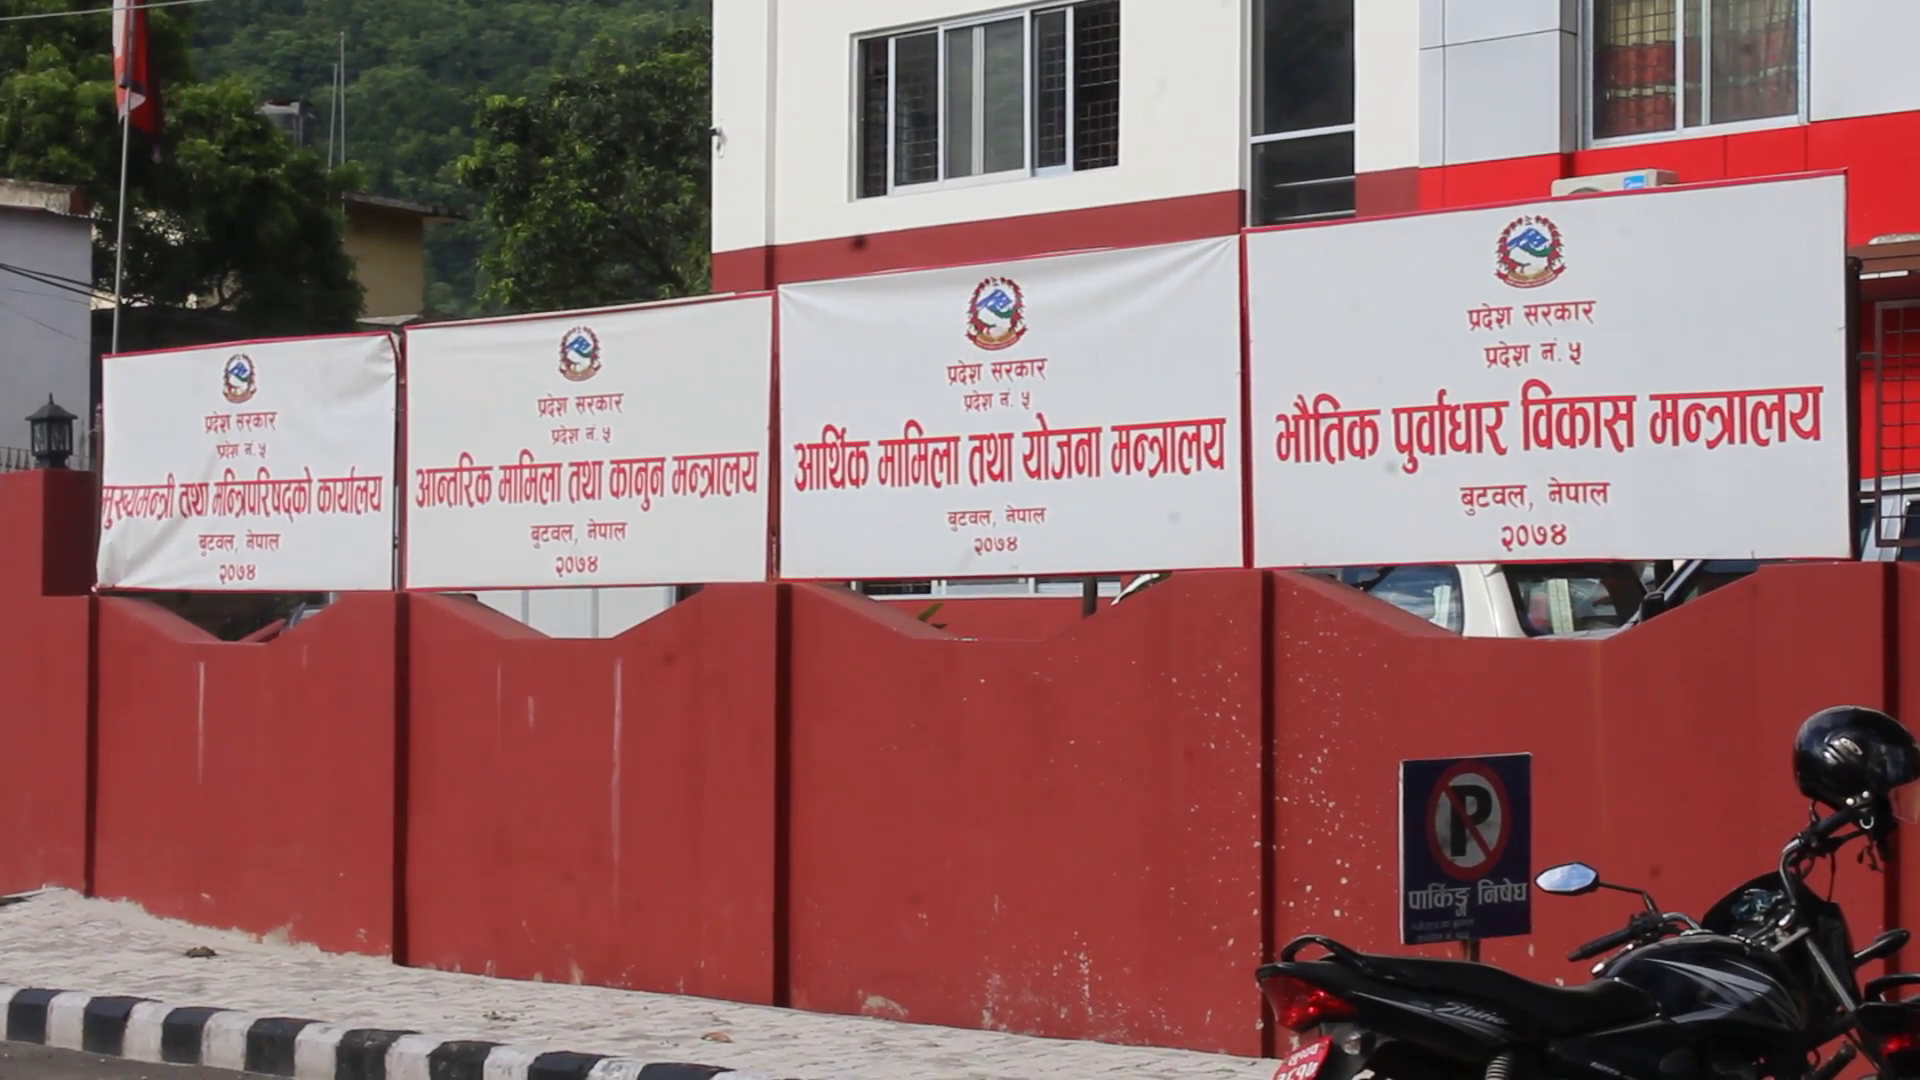 प्रदेश सरकार
प्रदेश नं. ५
मुख्यमन्त्री तथा मन्त्रिपरिषद्को कार्यालय
बुटवल, नेपाल
२०७४
प्रदेश सरकार
प्रदेश नं. ५
आन्तरिक मामिला तथा कानुन मन्त्रालय
बुटवल, नेपाल
२०७४
प्रदेश सरकार
प्रदेश नं. ५
आर्थिक मामिला तथा योजना मन्त्रालय
बुटवल, नेपाल
२०७४
प्रदेश सरकार
प्रदेश नं. ५
भौतिक पुर्वाधार विकास मन्त्रालय
बुटवल, नेपाल
२०७४
P
पार्किङ्ग निषेध